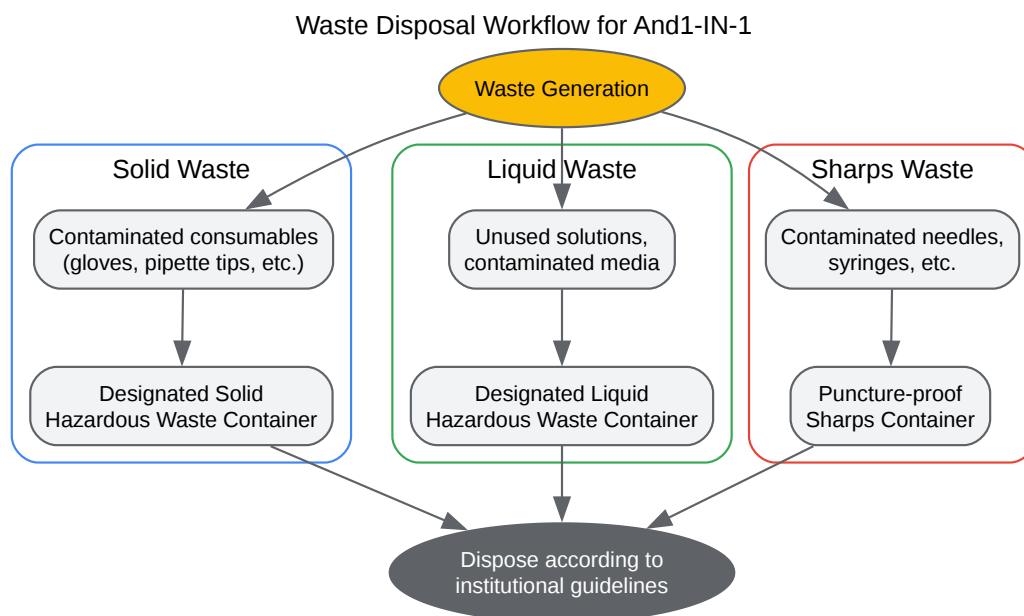 Waste Disposal Workflow for And1-IN-1
Waste Generation
Solid Waste
Contaminated consumables
(gloves, pipette tips, etc.)
Designated Solid
Hazardous Waste Container
Liquid Waste
Unused solutions,
contaminated media
Designated Liquid
Hazardous Waste Container
Sharps Waste
Contaminated needles,
syringes, etc.
Puncture-proof
Sharps Container
Dispose according to
institutional guidelines